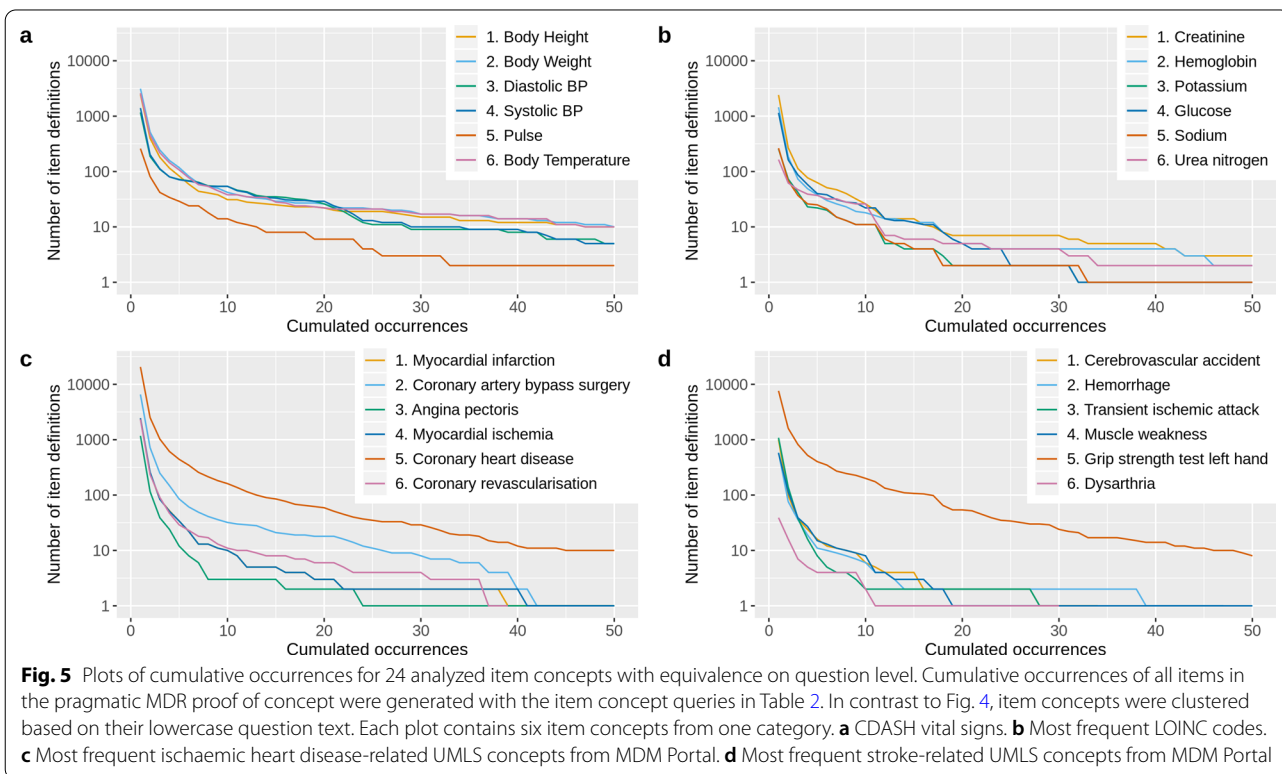 a
Number of item definitions
10000
1000
100
10
1
1. Body Height
2. Body Weight
3. Diastolic BP
4. Systolic BP
5. Pulse
6. Body Temperature
0 10 20 30 40 50
Cumulated occurrences
b
Number of item definitions
10000
1000
100
10
1
1. Creatinine
2. Hemoglobin
3. Potassium
4. Glucose
5. Sodium
6. Urea nitrogen
0 10 20 30 40 50
Cumulated occurrences
c
Number of item definitions
10000
1000
100
10
1
1. Myocardial infarction
2. Coronary artery bypass surgery
3. Angina pectoris
4. Myocardial ischemia
5. Coronary heart disease
6. Coronary revascularisation
0 10 20 30 40 50
Cumulated occurrences
d
Number of item definitions
10000
1000
100
10
1
1. Cerebrovascular accident
2. Hemorrhage
3. Transient ischemic attack
4. Muscle weakness
5. Grip strength test left hand
6. Dysarthria
0 10 20 30 40 50
Cumulated occurrences
Fig. 5 Plots of cumulative occurrences for 24 analyzed item concepts with equivalence on question level. Cumulative occurrences of all items in
the pragmatic MDR proof of concept were generated with the item concept queries in Table 2. In contrast to Fig. 4, item concepts were clustered
based on their lowercase question text. Each plot contains six item concepts from one category. a CDASH vital signs. b Most frequent LOINC codes.
c Most frequent ischaemic heart disease-related UMLS concepts from MDM Portal. d Most frequent stroke-related UMLS concepts from MDM Portal